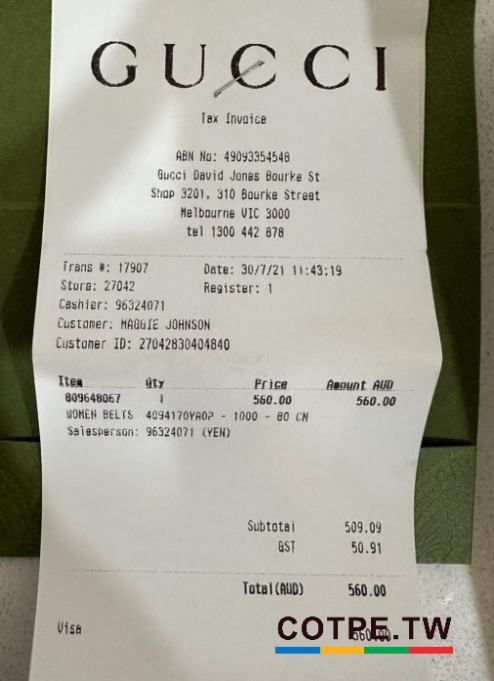 GUCCI
Tax Invoice
ABN No: 49093354548
Gucci David Jones Bourke St
Shop 3201, 310 Bourke Street
Melbourne VIC 3000
tel 1300 442 878
Trans #: 17907 Date: 30/7/21 11:43:19
Store: 27042 Register: 1
Cashier: 96324071
Customer: MAGGIE JOHNSON
Customer ID: 27042830404840
Item Qty Price Amount AUD
809648067 1 560.00 560.00
WOMEN BELTS 409417 0YA0P - 1000 - 80 CM
Salesperson: 96324071 (YEN)
Subtotal 509.09
GST 50.91
Total(AUD) 560.00
Visa 560.00
COTPE.TW